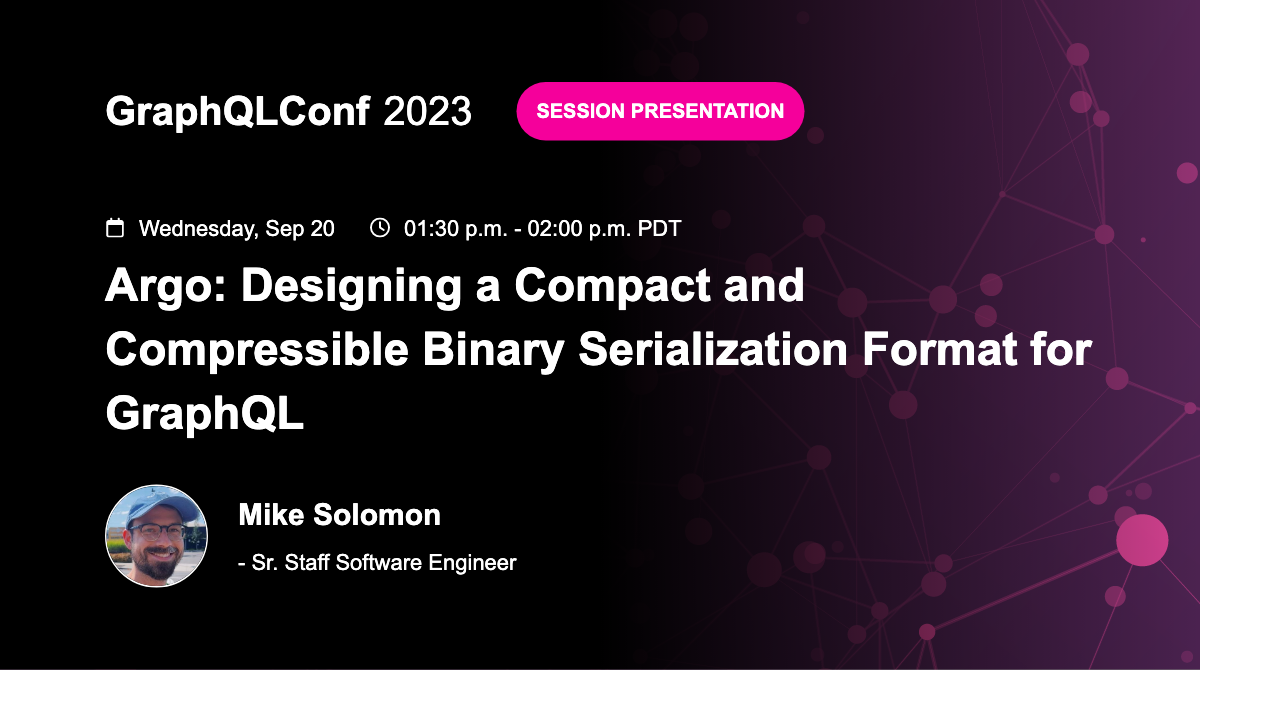 GraphQLConf 2023
SESSION PRESENTATION
Wednesday, Sep 20
01:30 p.m. - 02:00 p.m. PDT
Argo: Designing a Compact and
Compressible Binary Serialization Format for
GraphQL
Mike Solomon
- Sr. Staff Software Engineer